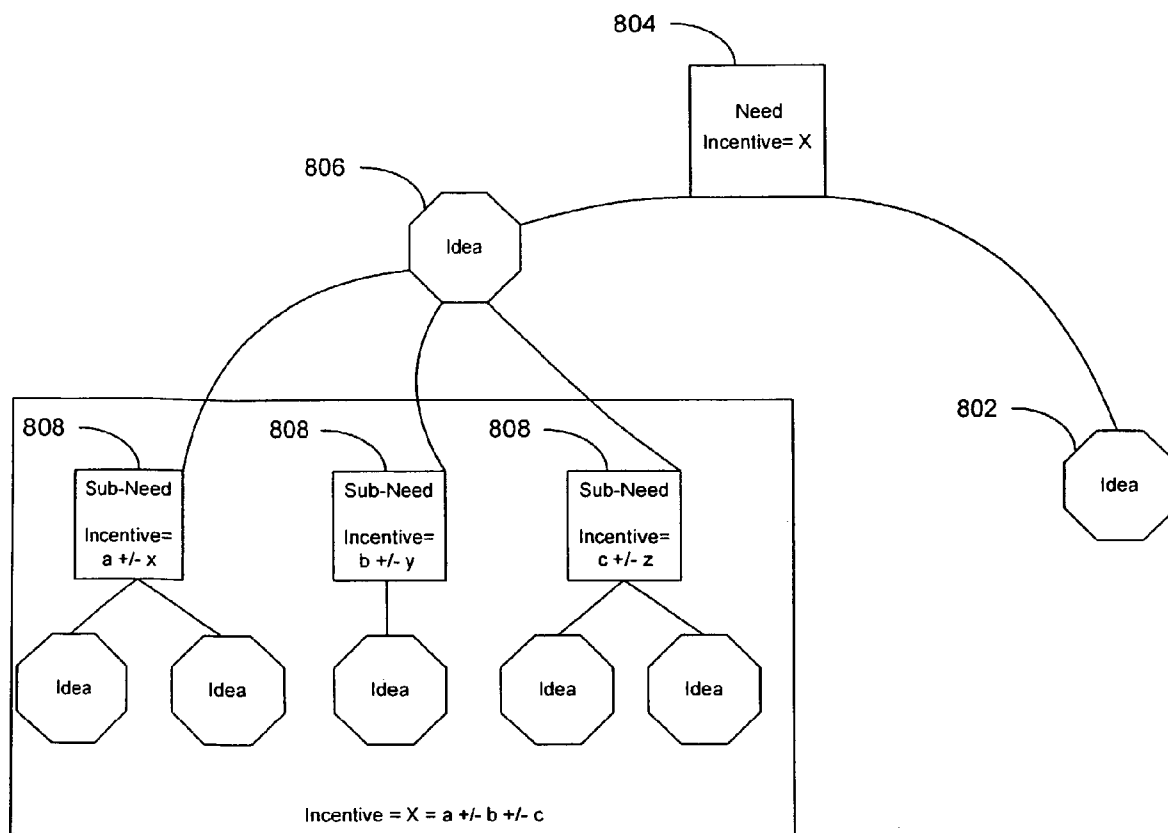 804
Need
Incentive= X
806
Idea
802
Idea
808
808
808
Sub-Need
Incentive=
a +/- x
Sub-Need
Incentive=
b +/- y
Sub-Need
Incentive=
c +/- z
Idea
Idea
Idea
Idea
Idea
Incentive = X = a +/- b +/- c